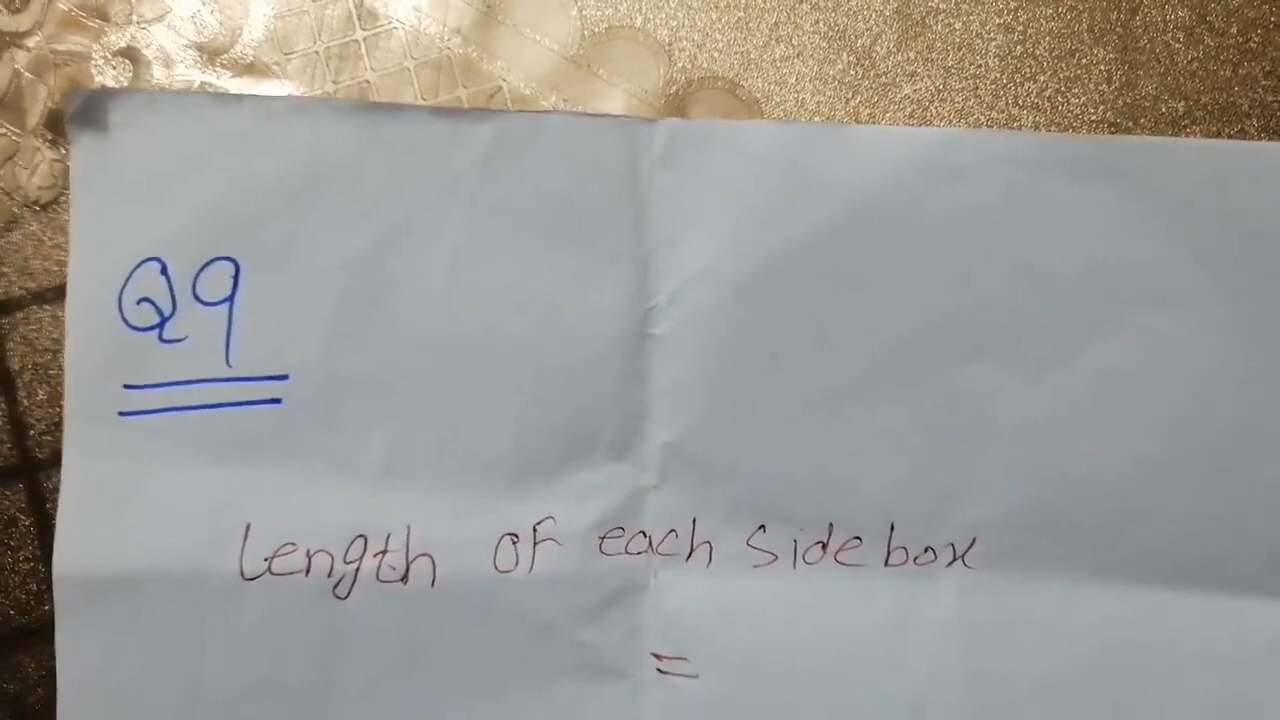 Q9
Length of each side box
=